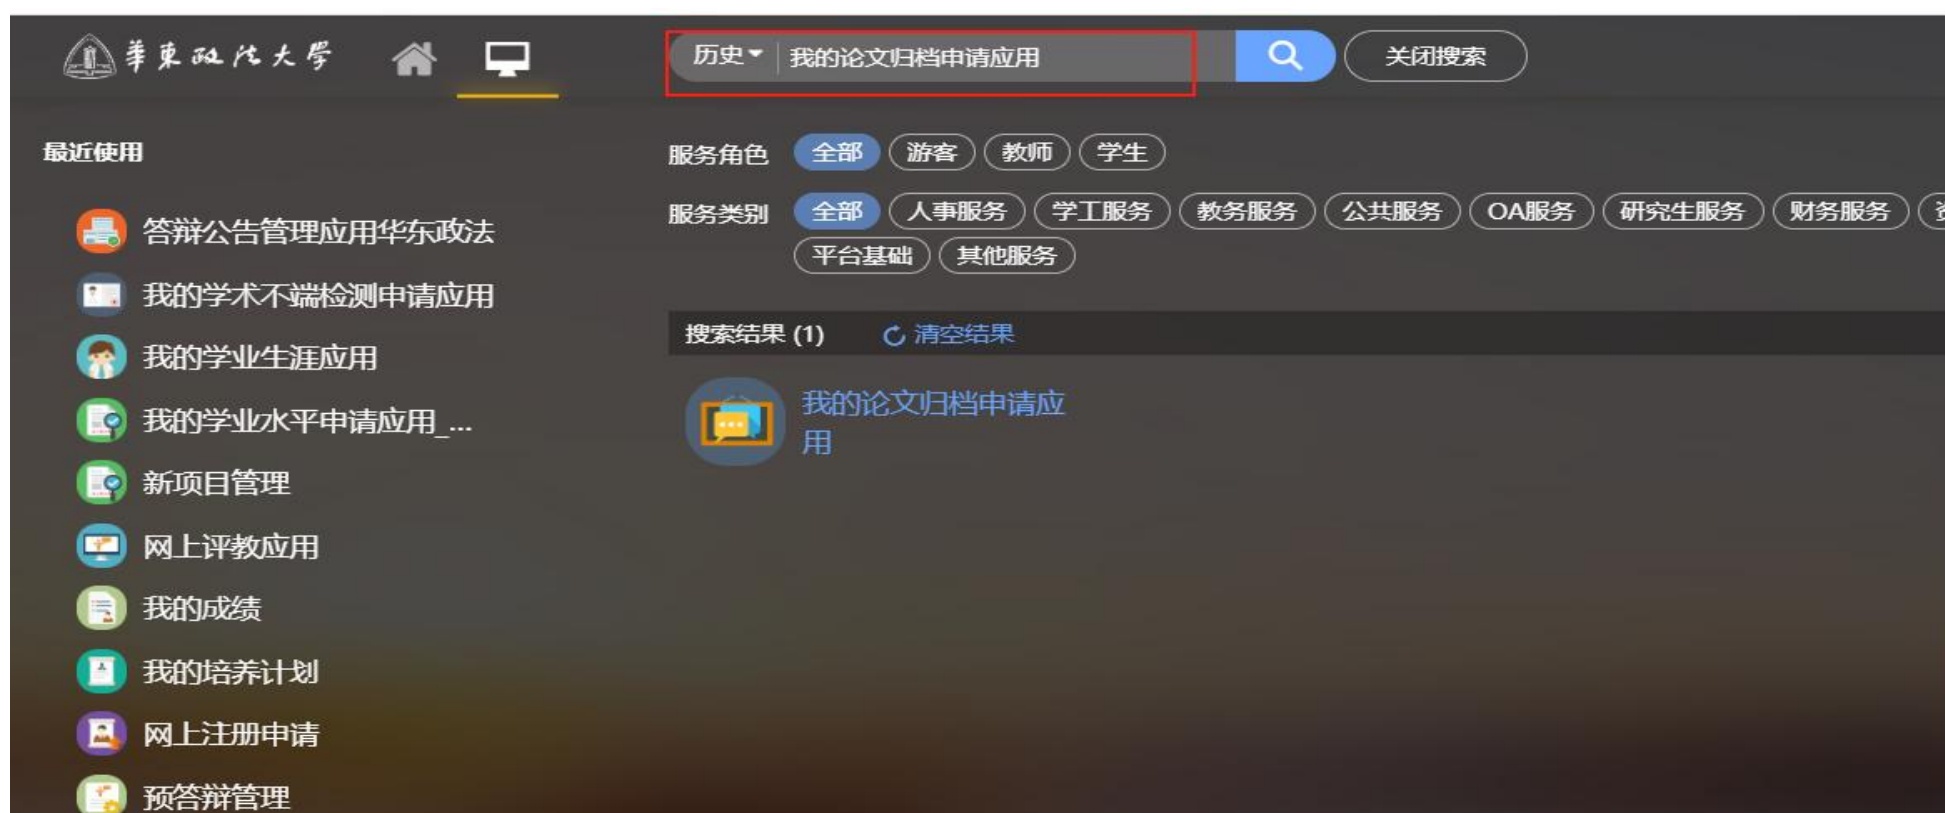 華東政法大學
历史 我的论文归档申请应用 关闭搜索
最近使用
答辩公告管理应用华东政法
我的学术不端检测申请应用
我的学业生涯应用
我的学业水平申请应用_...
新项目管理
网上评教应用
我的成绩
我的培养计划
网上注册申请
预答辩管理
服务角色 全部 游客 教师 学生
服务类别 全部 人事服务 学工服务 教务服务 公共服务 OA服务 研究生服务 财务服务
平台基础 其他服务
搜索结果 (1) 清空结果
我的论文归档申请应
用